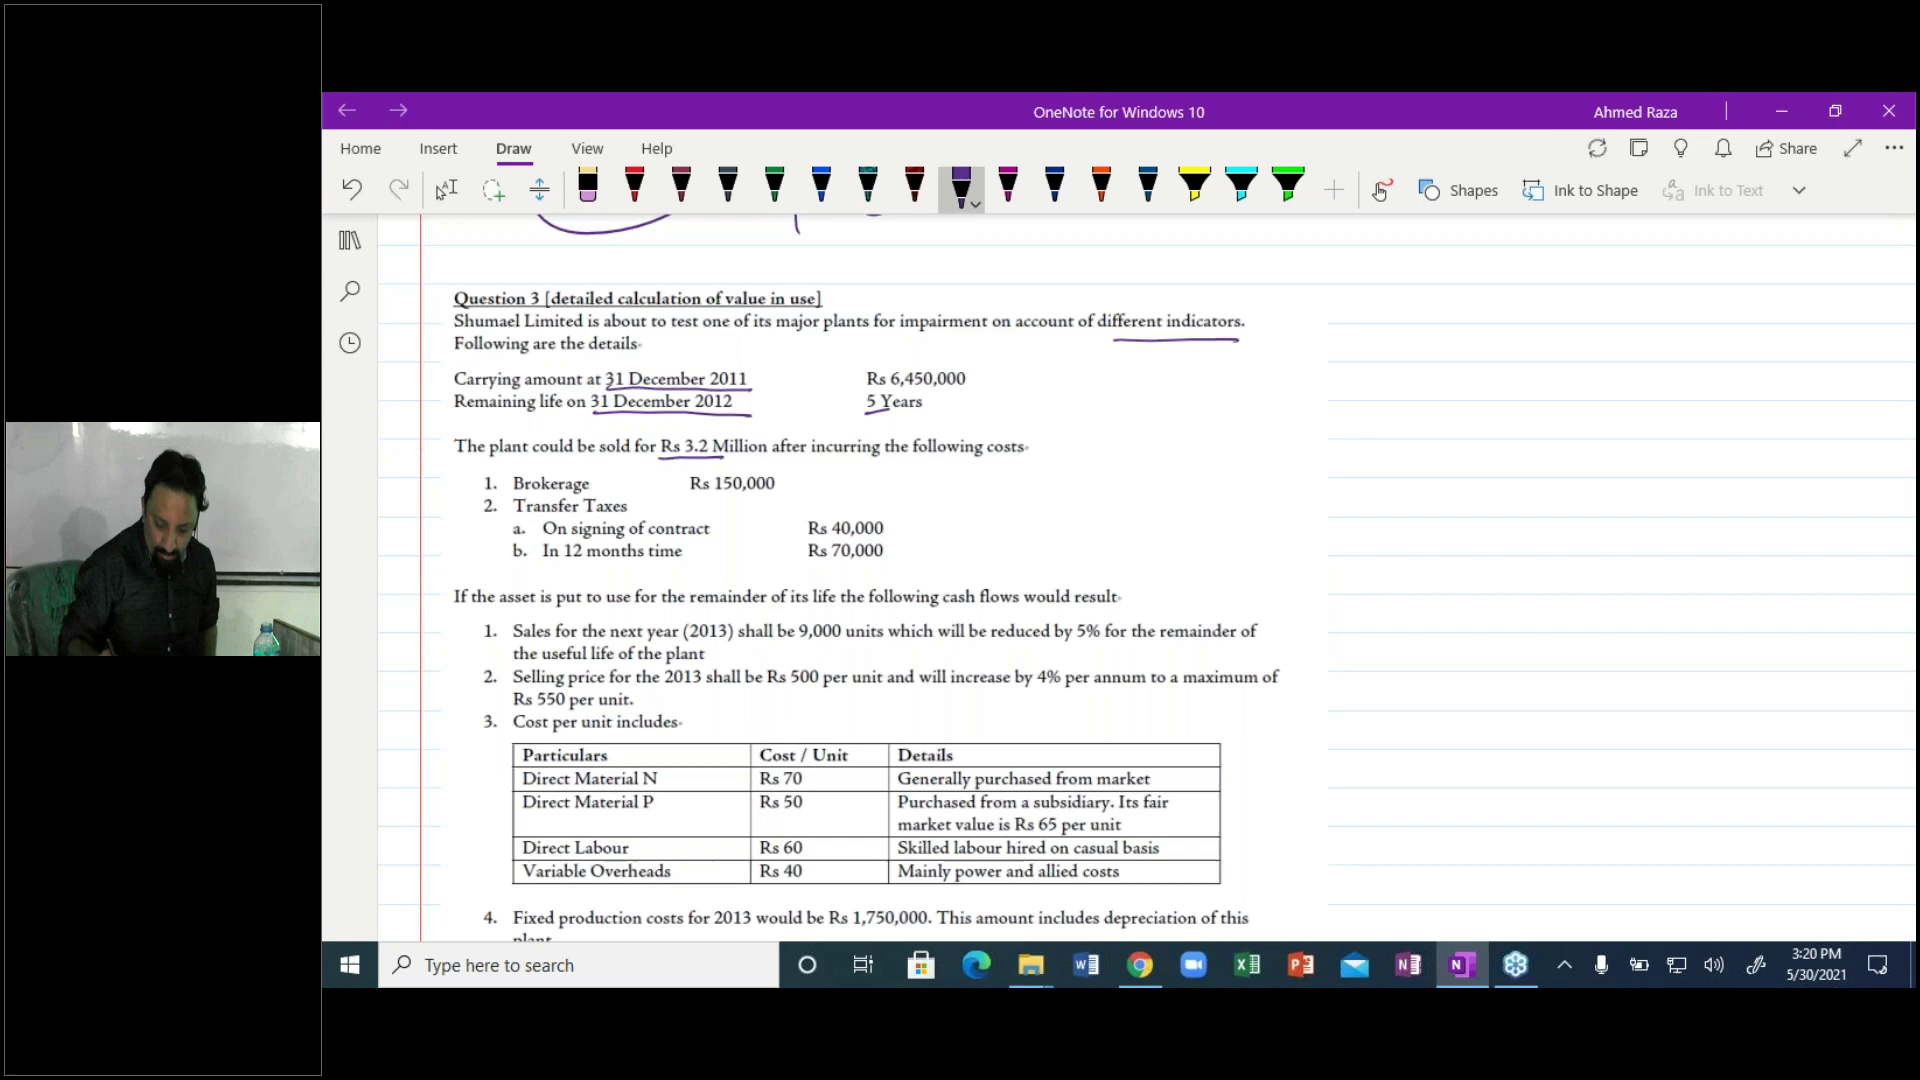 OneNote for Windows 10
Ahmed Raza
Home Insert Draw View Help
Share
Shapes Ink to Shape Ink to Text
Question 3 [detailed calculation of value in use]
Shumael Limited is about to test one of its major plants for impairment on account of different indicators.
Following are the details-
Carrying amount at 31 December 2011 Rs 6,450,000
Remaining life on 31 December 2012 5 Years
The plant could be sold for Rs 3.2 Million after incurring the following costs-
1. Brokerage Rs 150,000
2. Transfer Taxes
a. On signing of contract Rs 40,000
b. In 12 months time Rs 70,000
If the asset is put to use for the remainder of its life the following cash flows would result-
1. Sales for the next year (2013) shall be 9,000 units which will be reduced by 5% for the remainder of
the useful life of the plant
2. Selling price for the 2013 shall be Rs 500 per unit and will increase by 4% per annum to a maximum of
Rs 550 per unit.
3. Cost per unit includes-
Particulars Cost / Unit Details
Direct Material N Rs 70 Generally purchased from market
Direct Material P Rs 50 Purchased from a subsidiary. Its fair
market value is Rs 65 per unit
Direct Labour Rs 60 Skilled labour hired on casual basis
Variable Overheads Rs 40 Mainly power and allied costs
4. Fixed production costs for 2013 would be Rs 1,750,000. This amount includes depreciation of this
plant
Type here to search
3:20 PM
5/30/2021